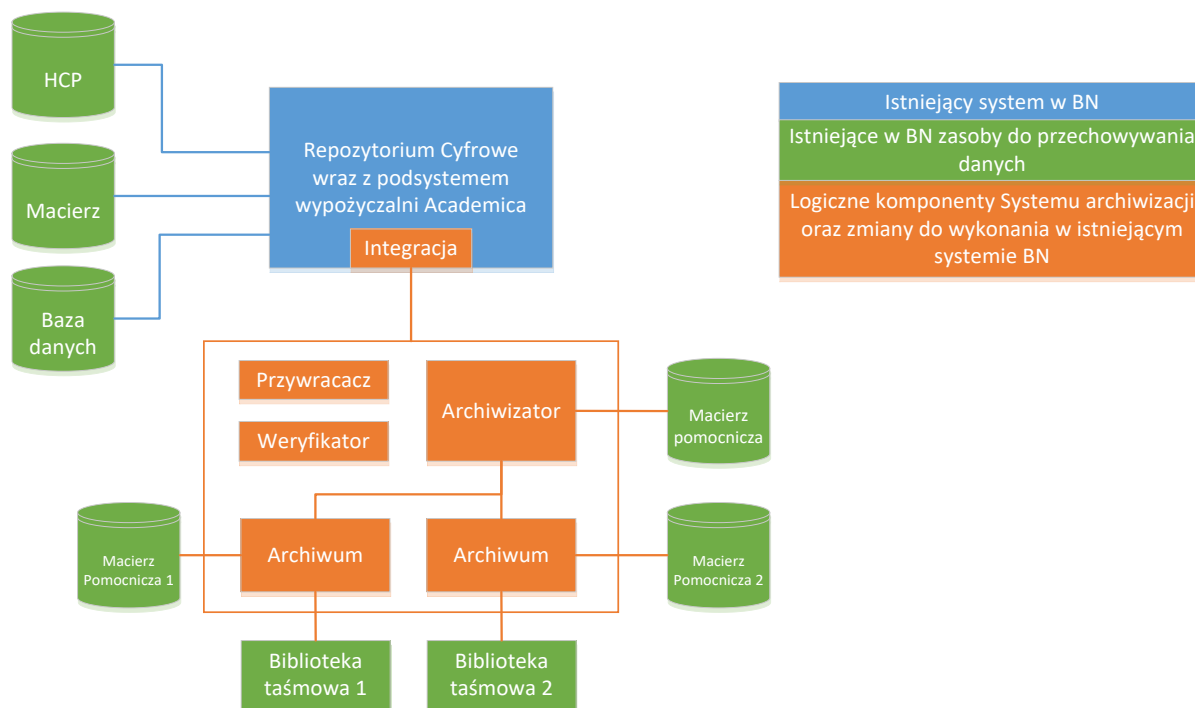 HCP
Macierz
Baza
danych
Repozytorium Cyfrowe
wraz z podsystemem
wypożyczalni Academica
Integracja
Istniejący system w BN
Istniejące w BN zasoby do przechowywania
danych
Logiczne komponenty Systemu archiwizacji
oraz zmiany do wykonania w istniejącym
systemie BN
Przywracacz
Weryfikator
Archiwizator
Macierz
pomocnicza
Macierz
Pomocnicza 1
Archiwum
Archiwum
Macierz
Pomocnicza 2
Biblioteka
taśmowa 1
Biblioteka
taśmowa 2